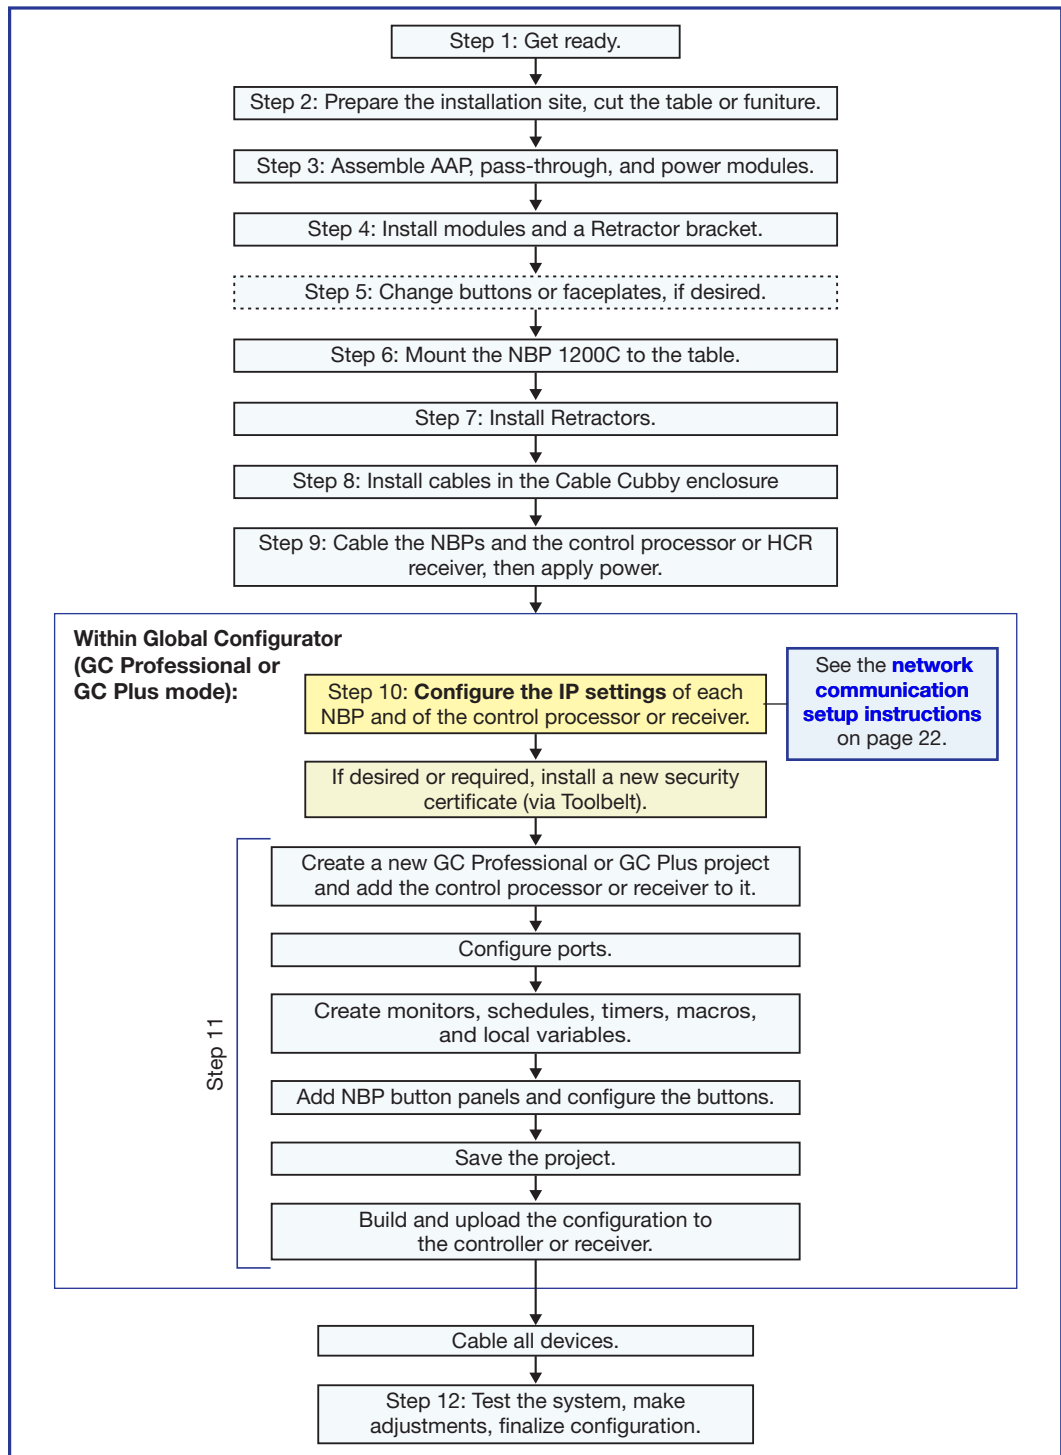 Step 1: Get ready.
Step 2: Prepare the installation site, cut the table or funiture.
Step 3: Assemble AAP, pass-through, and power modules.
Step 4: Install modules and a Retractor bracket.
Step 5: Change buttons or faceplates, if desired.
Step 6: Mount the NBP 1200C to the table.
Step 7: Install Retractors.
Step 8: Install cables in the Cable Cubby enclosure
Step 9: Cable the NBPs and the control processor or HCR
receiver, then apply power.
Within Global Configurator
(GC Professional or
GC Plus mode):
Step 10: Configure the IP settings of each
NBP and of the control processor or receiver.
See the network
communication
setup instructions
on page 22.
If desired or required, install a new security
certificate (via Toolbelt).
Step 11
Create a new GC Professional or GC Plus project
and add the control processor or receiver to it.
Configure ports.
Create monitors, schedules, timers, macros,
and local variables.
Add NBP button panels and configure the buttons.
Save the project.
Build and upload the configuration to
the controller or receiver.
Cable all devices.
Step 12: Test the system, make
adjustments, finalize configuration.